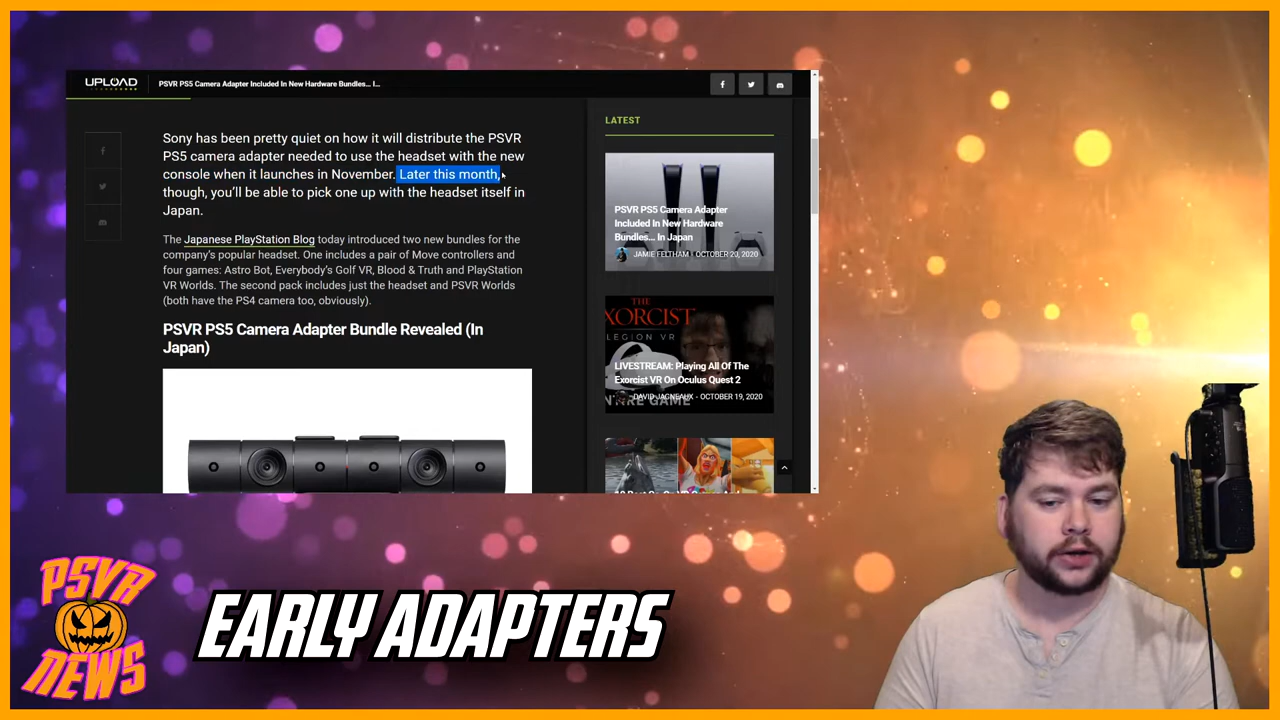 UPLOAD
PSVR PS5 Camera Adapter Included In New Hardware Bundles... I...
Sony has been pretty quiet on how it will distribute the PSVR
PS5 camera adapter needed to use the headset with the new
console when it launches in November. Later this month,
though, you'll be able to pick one up with the headset itself in
Japan.
The Japanese PlayStation Blog today introduced two new bundles for the
company's popular headset. One includes a pair of Move controllers and
four games: Astro Bot, Everybody's Golf VR, Blood & Truth and PlayStation
VR Worlds. The second pack includes just the headset and PSVR Worlds
(both have the PS4 camera too, obviously).
PSVR PS5 Camera Adapter Bundle Revealed (In
Japan)
LATEST
PSVR PS5 Camera Adapter
Included In New Hardware
Bundles... In Japan
JAMIE FELTHAM | OCTOBER 20, 2020
THE
EXORCIST
LEGION VR
LIVESTREAM: Playing All Of The
Exorcist VR On Oculus Quest 2
DAVID JAGNEAUX - OCTOBER 19, 2020
ENTIRE GAME
PSVR
NEWS
EARLY ADAPTERS